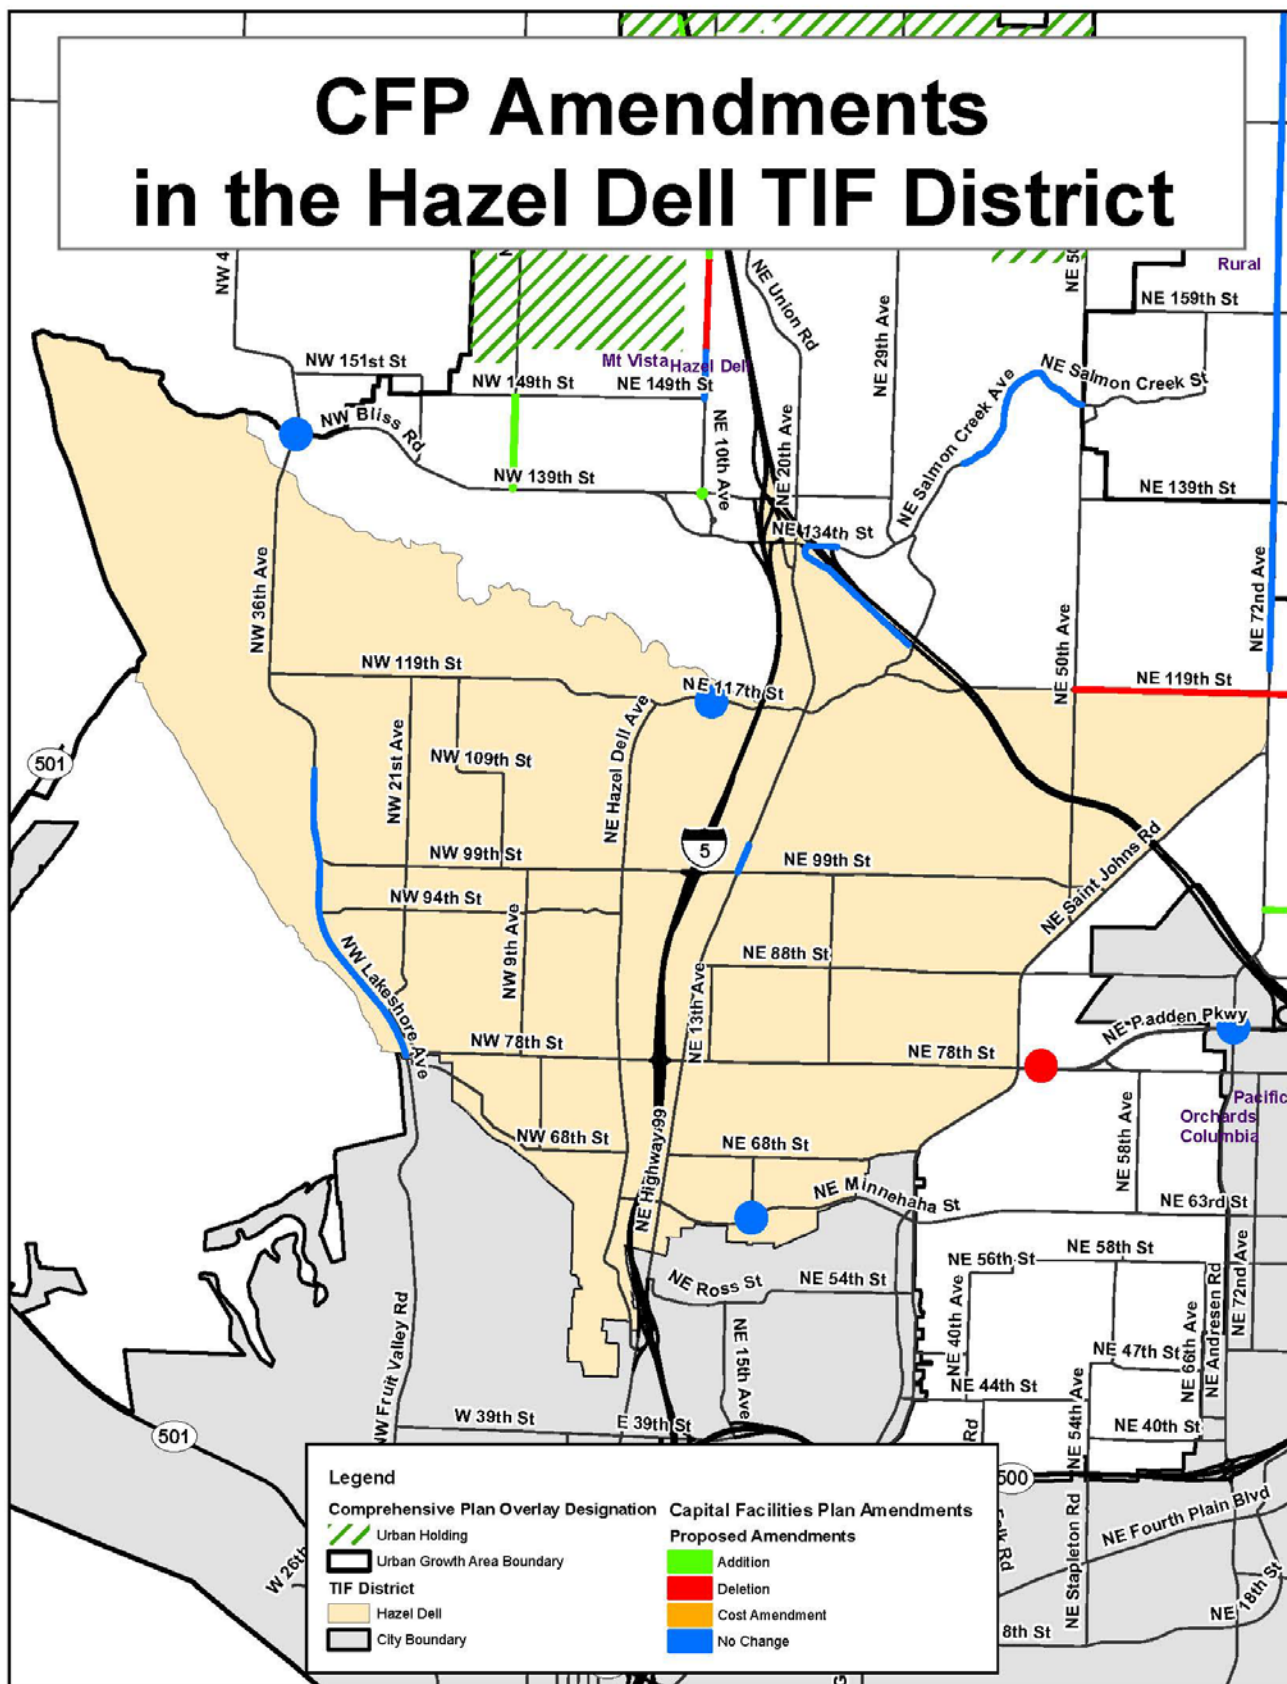 CFP Amendments
in the Hazel Dell TIF District
NW 4
NE Union Rd
NE 29th Ave
NE 50
Rural
NE 159th St
NW 151st St
Mt Vista
Hazel Dell
NW 149th St
NE 149th St
NE Salmon Creek St
NE Salmon Creek Ave
NW Bliss Rd
NE 10th Ave
NE 20th Ave
NW 139th St
NE 139th St
NE 134th St
NW 36th Ave
NE 50th Ave
NE 72nd Ave
NW 119th St
NE 117th St
NE 119th St
501
NW 21st Ave
NW 109th St
NE Hazel Dell Ave
5
NW 99th St
NE 99th St
NE Saint Johns Rd
NW 94th St
NW 9th Ave
NE 88th St
NW Lakeshore Ave
NE 13th Ave
NE Padden Pkwy
NW 78th St
NE 78th St
NE 58th Ave
Pacific
Orchards
Columbia
NW 68th St
NE 68th St
NE Highway 99
NE Minnehaha St
NE 63rd St
NE 56th St
NE 58th St
NE Ross St
NE 54th St
NE 40th Ave
NE 66th Ave
NE Andresen Rd
NE 72nd Ave
NW Fruit Valley Rd
NE 15th Ave
NE 47th St
NE 44th St
NE 54th Ave
W 39th St
E 39th St
Rd
NE 40th St
501
500
W 26th
NE Stapleton Rd
NE Fourth Plain Blvd
NE 18th St
8th St
Legend
Comprehensive Plan Overlay Designation
Urban Holding
Urban Growth Area Boundary
TIF District
Hazel Dell
City Boundary
Capital Facilities Plan Amendments
Proposed Amendments
Addition
Deletion
Cost Amendment
No Change